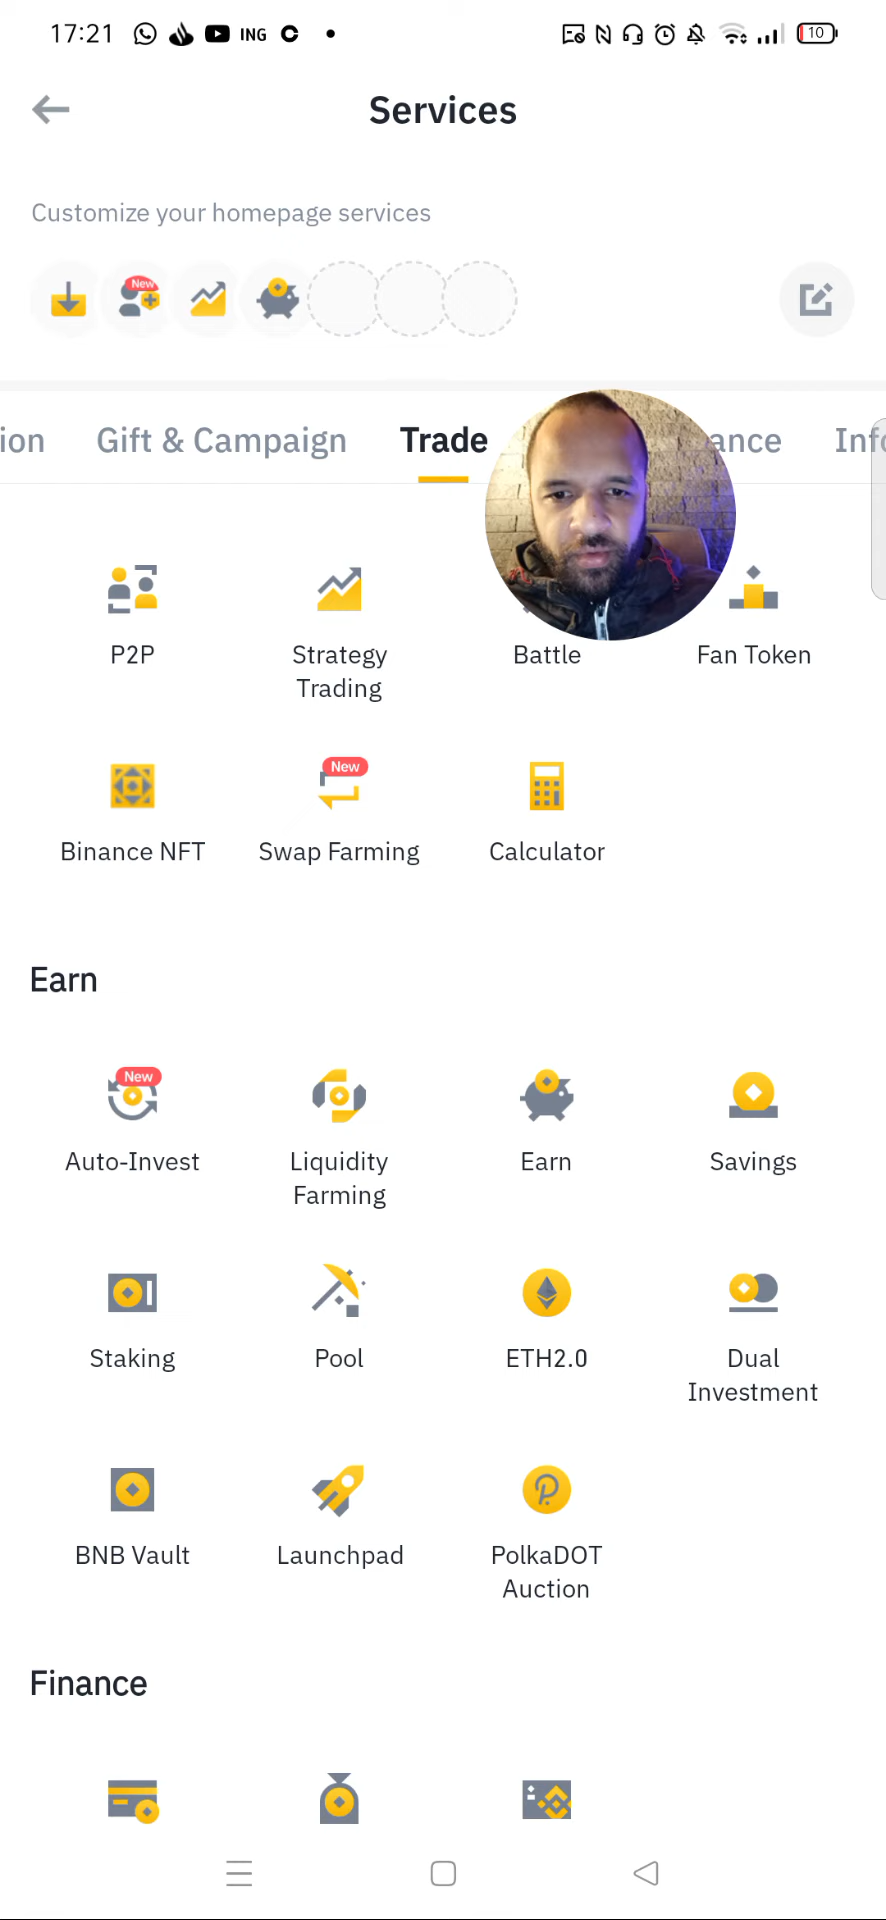 17:21 ING 10
Services
Customize your homepage services
New
ion Gift & Campaign Trade ance Info
P2P Strategy Trading Battle Fan Token
New
Binance NFT Swap Farming Calculator
Earn
New
Auto-Invest Liquidity Farming Earn Savings
Staking Pool ETH2.0 Dual Investment
BNB Vault Launchpad PolkaDOT Auction
Finance